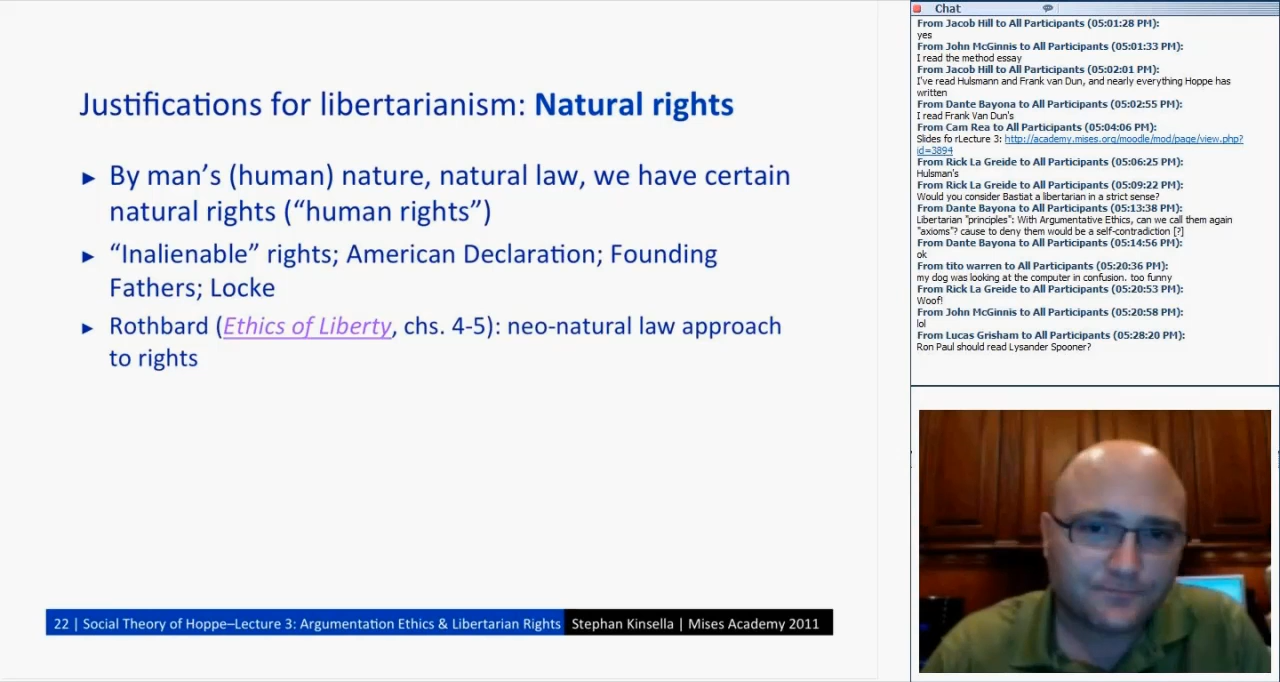 Justifications for libertarianism: Natural rights
► By man's (human) nature, natural law, we have certain
natural rights ("human rights")
► "Inalienable" rights; American Declaration; Founding
Fathers; Locke
► Rothbard (Ethics of Liberty, chs. 4-5): neo-natural law approach
to rights
22 | Social Theory of Hoppe–Lecture 3: Argumentation Ethics & Libertarian Rights Stephan Kinsella | Mises Academy 2011
Chat
From Jacob Hill to All Participants (05:01:28 PM):
yes
From John McGinnis to All Participants (05:01:33 PM):
I read the method essay
From Jacob Hill to All Participants (05:02:01 PM):
I've read Hulsmann and Frank van Dun, and nearly everything Hoppe has
written
From Dante Bayona to All Participants (05:02:55 PM):
I read Frank Van Dun's
From Cam Rea to All Participants (05:04:06 PM):
Slides fo rLecture 3: http://academy.mises.org/moodle/mod/page/view.php?
id=3894
From Rick La Greide to All Participants (05:06:25 PM):
Hulsman's
From Rick La Greide to All Participants (05:09:22 PM):
Would you consider Bastiat a libertarian in a strict sense?
From Dante Bayona to All Participants (05:13:38 PM):
Libertarian "principles": With Argumentative Ethics, can we call them again
"axioms"? cause to deny them would be a self-contradiction [?]
From Dante Bayona to All Participants (05:14:56 PM):
ok
From tito warren to All Participants (05:20:36 PM):
my dog was looking at the computer in confusion. too funny
From Rick La Greide to All Participants (05:20:53 PM):
Woof!
From John McGinnis to All Participants (05:20:58 PM):
lol
From Lucas Grisham to All Participants (05:28:20 PM):
Ron Paul should read Lysander Spooner?